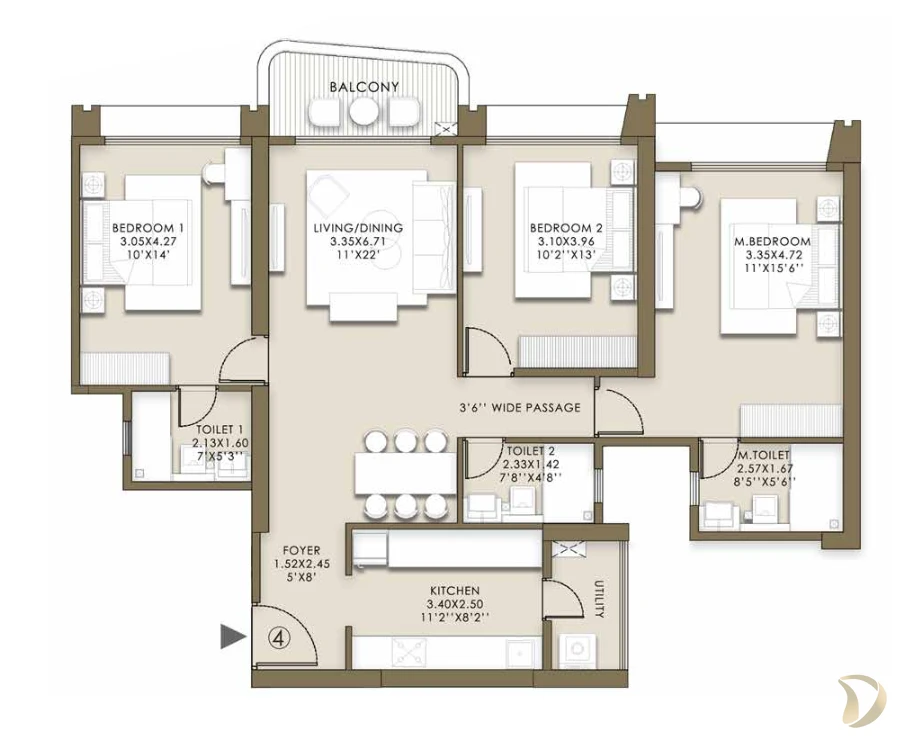 BALCONY
BEDROOM 1
3.05X4.27
10'X14'
LIVING/DINING
3.35X6.71
11'X22'
BEDROOM 2
3.10X3.96
10'2''X13'
M.BEDROOM
3.35X4.72
11'X15'6''
3'6'' WIDE PASSAGE
TOILET 1
2.13X1.60
7'X5'3''
TOILET 2
2.33X1.42
7'8''X4'8''
M.TOILET
2.57X1.67
8'5''X5'6''
FOYER
1.52X2.45
5'X8'
KITCHEN
3.40X2.50
11'2''X8'2''
UTILITY
4